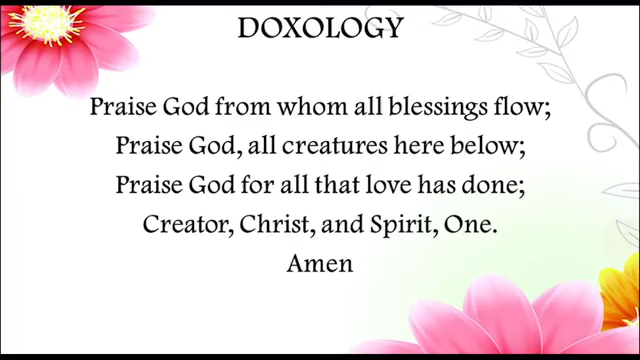 DOXOLOGY
Praise God from whom all blessings flow;
Praise God, all creatures here below;
Praise God for all that love has done;
Creator, Christ, and Spirit, One.
Amen